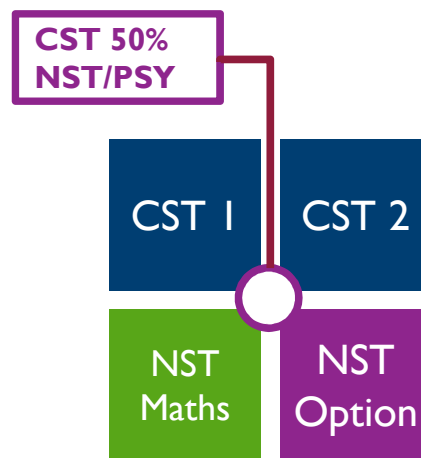 CST 50%
NST/PSY
CST 1
CST 2
NST
Maths
NST
Option